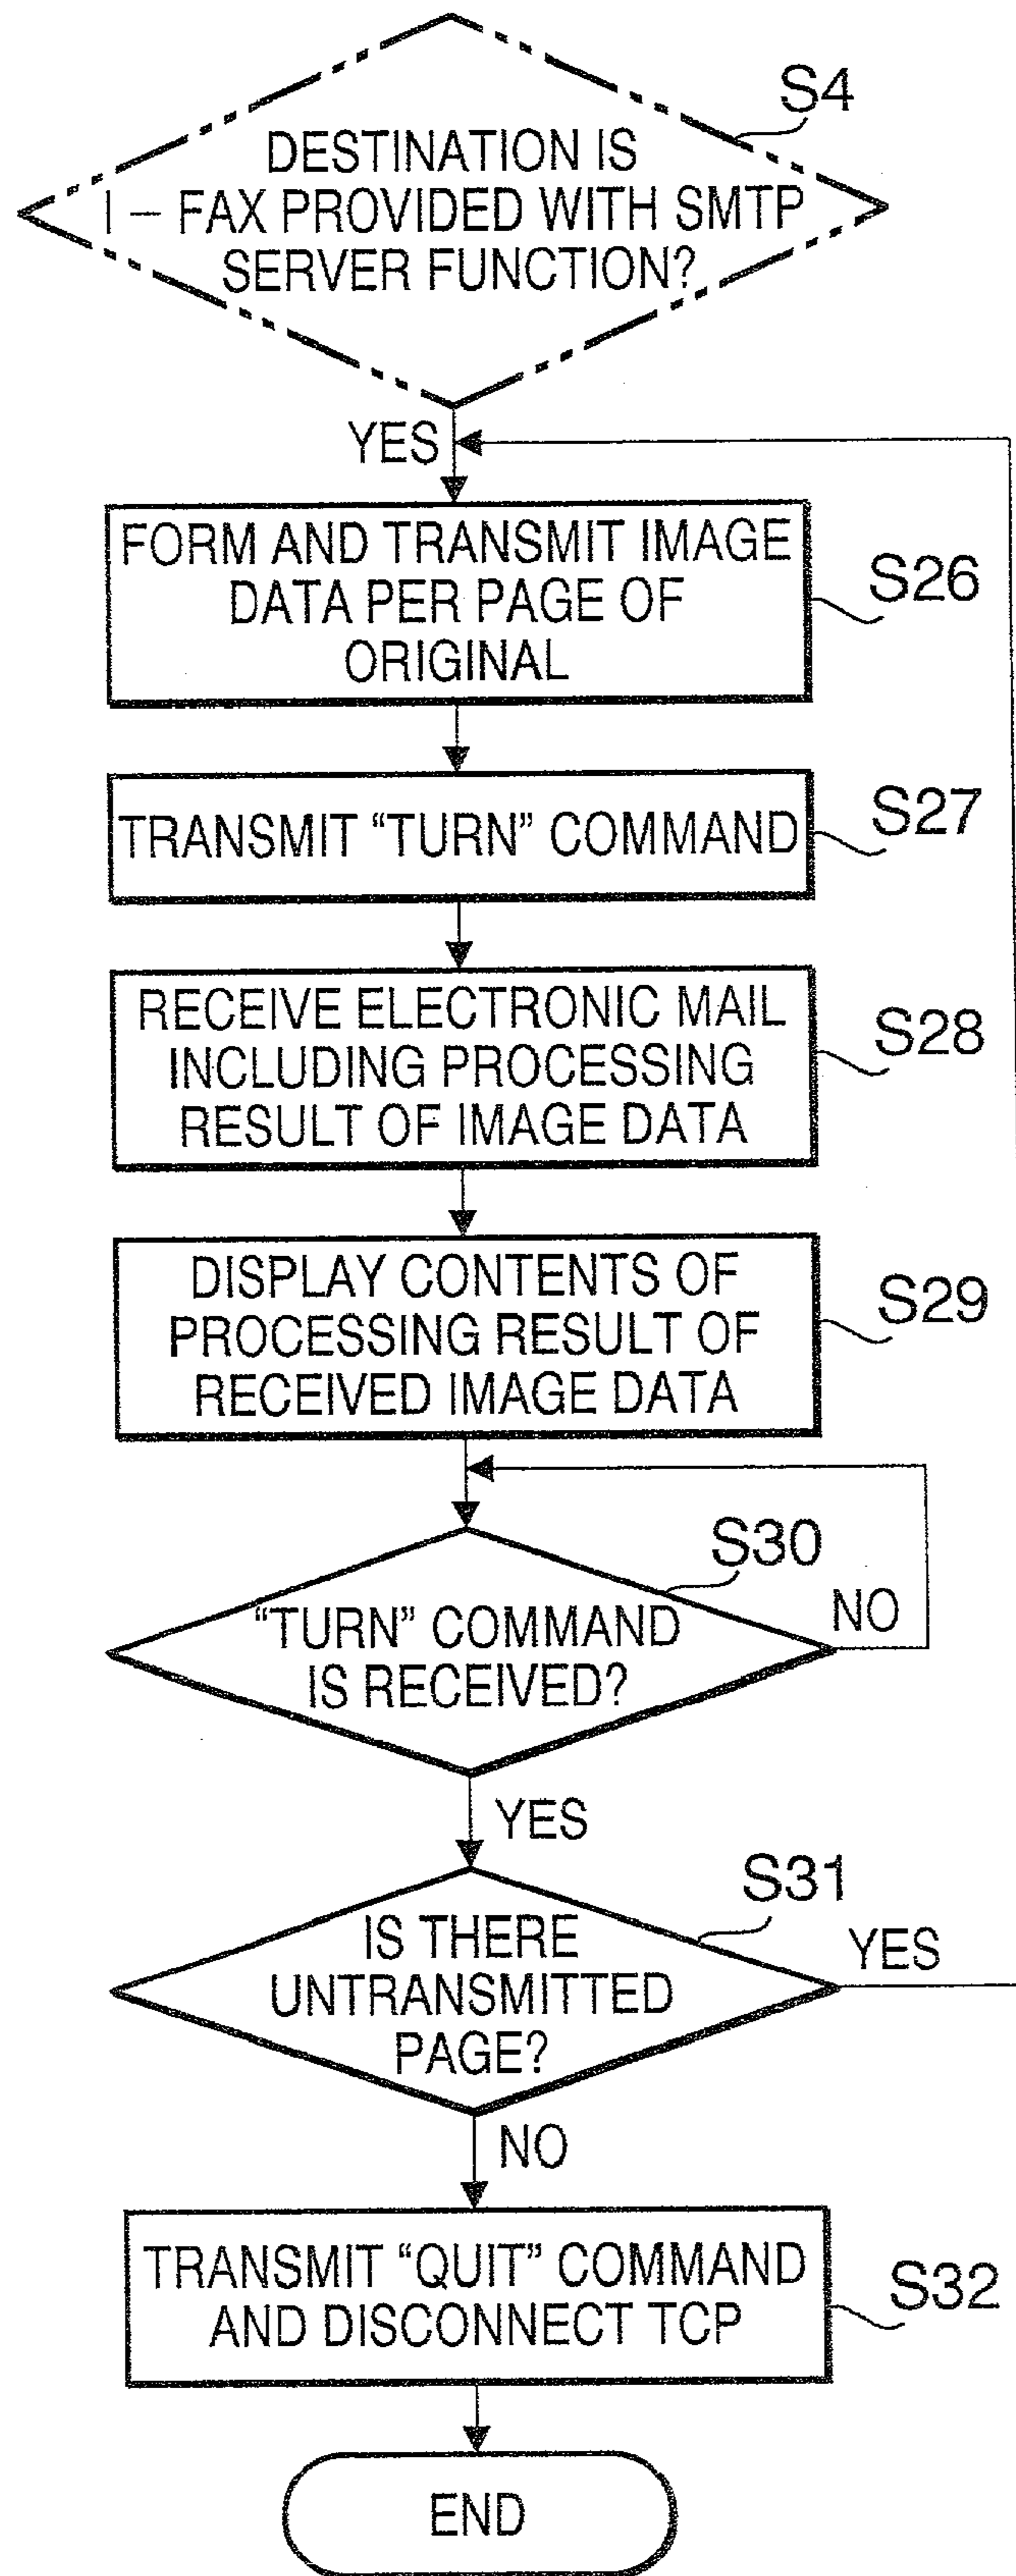 S4
DESTINATION IS
I – FAX PROVIDED WITH SMTP
SERVER FUNCTION?
YES
FORM AND TRANSMIT IMAGE
DATA PER PAGE OF
ORIGINAL
S26
TRANSMIT “TURN” COMMAND
S27
RECEIVE ELECTRONIC MAIL
INCLUDING PROCESSING
RESULT OF IMAGE DATA
S28
DISPLAY CONTENTS OF
PROCESSING RESULT OF
RECEIVED IMAGE DATA
S29
S30
“TURN” COMMAND
IS RECEIVED?
NO
YES
S31
IS THERE
UNTRANSMITTED
PAGE?
YES
NO
TRANSMIT “QUIT” COMMAND
AND DISCONNECT TCP
S32
END